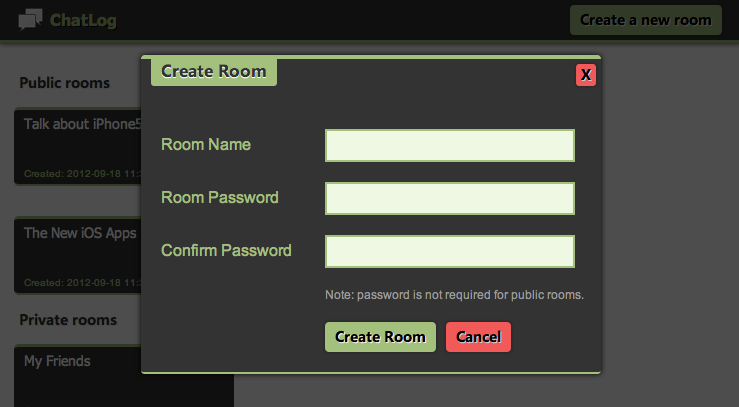 ChatLog
Create a new room
Public rooms
Talk about iPhone5
Created: 2012-09-18 11:
The New iOS Apps
Created: 2012-09-18 11:
Private rooms
My Friends
Create Room
X
Room Name
Room Password
Confirm Password
Note: password is not required for public rooms.
Create Room
Cancel